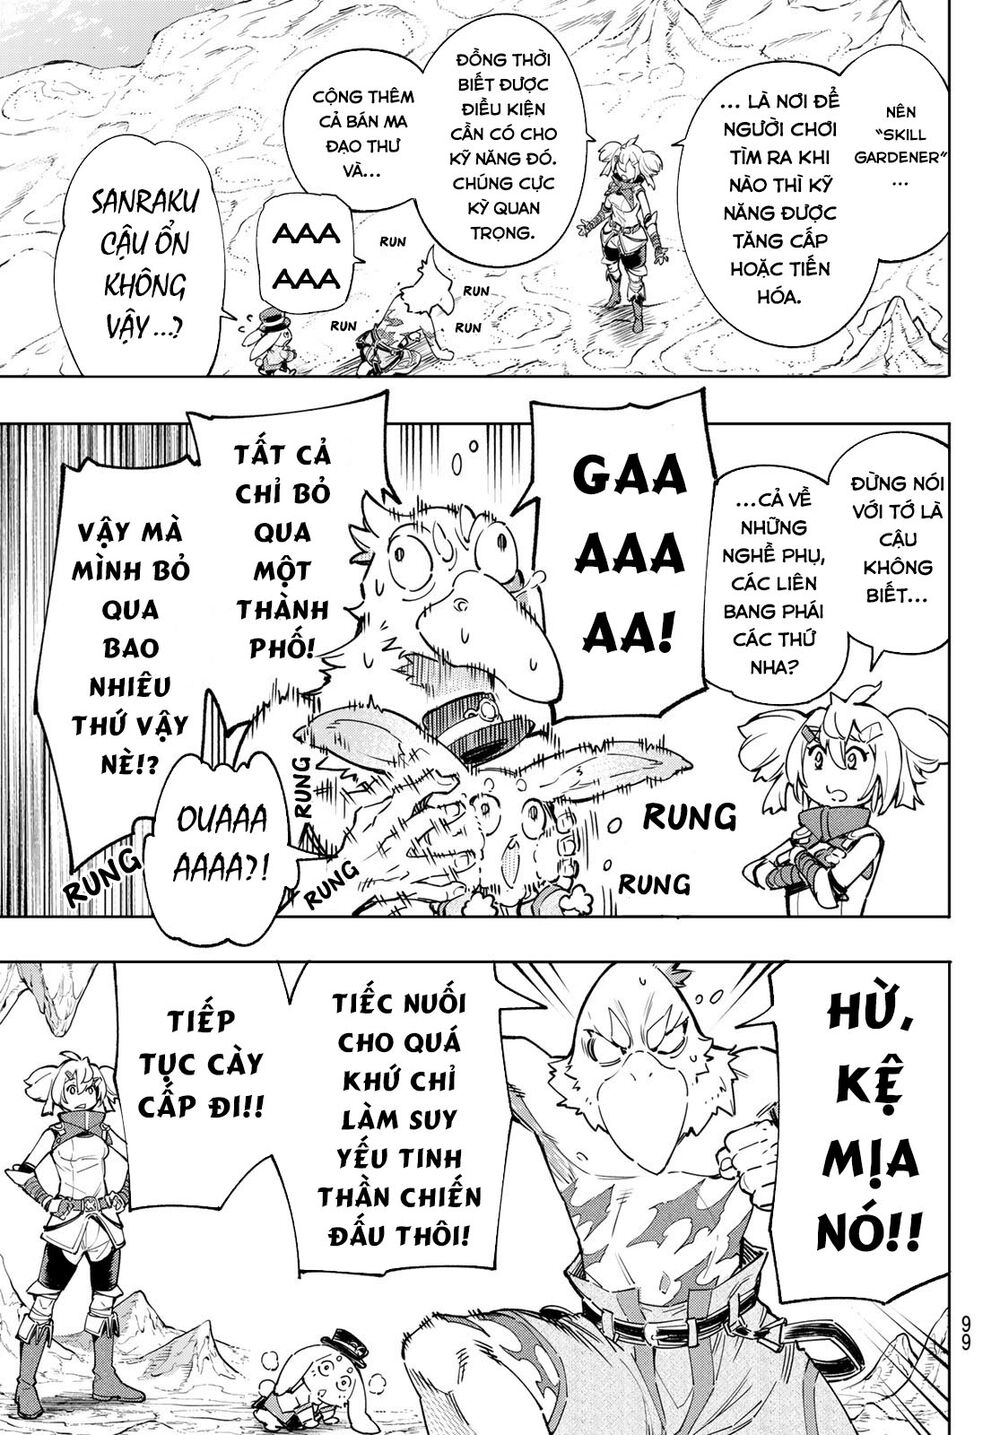 NÊN
"SKILL
GARDENER"
...
... LÀ NƠI ĐỂ
NGƯỜI CHƠI
TÌM RA KHI
NÀO THÌ KỸ
NĂNG ĐƯỢC
TĂNG CẤP
HOẶC TIẾN
HÓA.
ĐỒNG THỜI
BIẾT ĐƯỢC
ĐIỀU KIỆN
CẦN CÓ CHO
KỸ NĂNG ĐÓ.
CHÚNG CỰC
KỲ QUAN
TRỌNG.
CỘNG THÊM
CẢ BÁN MA
ĐẠO THƯ
VÀ...
AAA
AAA
RUN
RUN
RUN
RUN
SANRAKU
CẬU ỔN
KHÔNG
VẬY...?
ĐỪNG NÓI
VỚI TỚ LÀ
CẬU KHÔNG
BIẾT...
...CẢ VỀ
NHỮNG
NGHỀ PHỤ,
CÁC LIÊN
BANG PHÁI
CÁC THỨ
NHA?
GAA
AAA
AA!
TẤT CẢ
CHỈ BỎ
QUA
MỘT
THÀNH
PHỐ!
VẬY MÀ
MÌNH BỎ
QUA
BAO
NHIÊU
THỨ VẬY
NÈ!?
OUAAA
AAAA?!
RUNG
RUNG
RUNG
RUNG
RUNG
HỪ,
KỆ
MỊA
NÓ!!
TIẾC NUỐI
CHO QUÁ
KHỨ CHỈ
LÀM SUY
YẾU TINH
THẦN CHIẾN
ĐẤU THÔI!
TIẾP
TỤC CÀY
CẤP ĐI!!
99